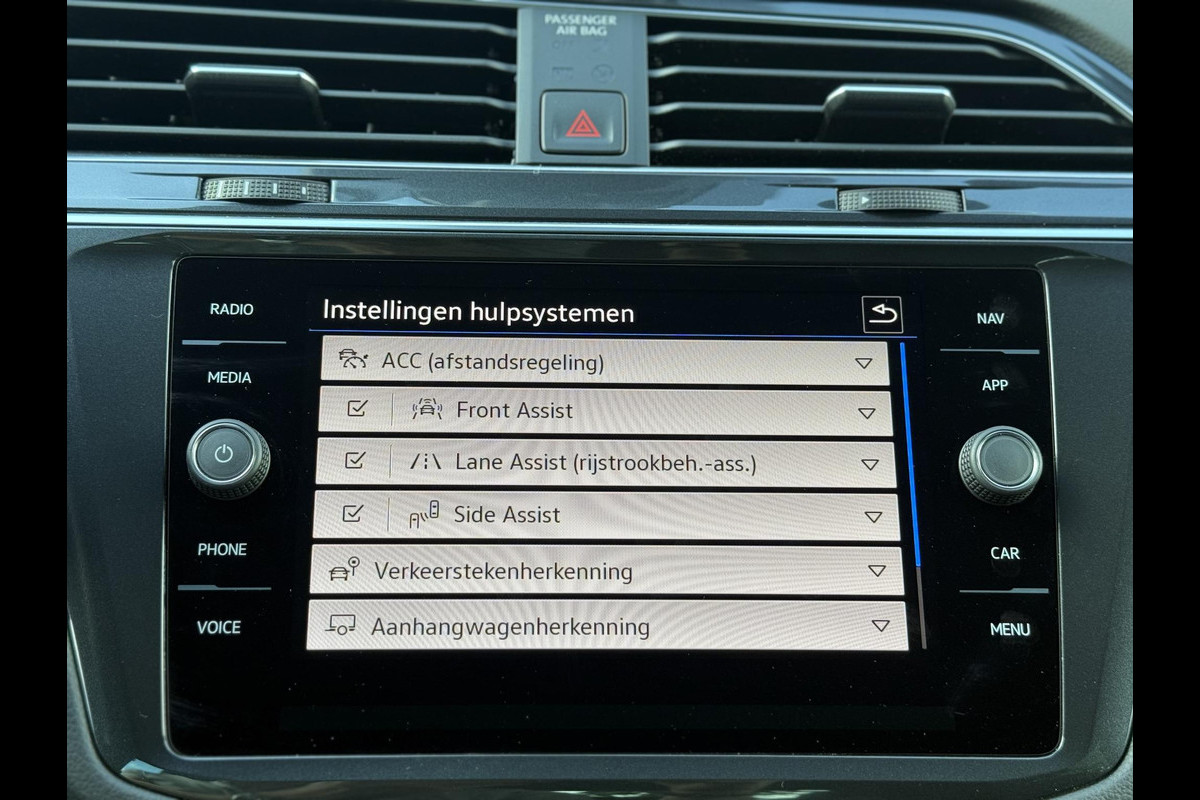 PASSENGER
AIR BAG
RADIO
MEDIA
PHONE
VOICE
Instellingen hulpsystemen
ACC (afstandsregeling)
Front Assist
Lane Assist (rijstrookbeh.-ass.)
Side Assist
Verkeerstekenherkenning
Aanhangwagenherkenning
NAV
APP
CAR
MENU